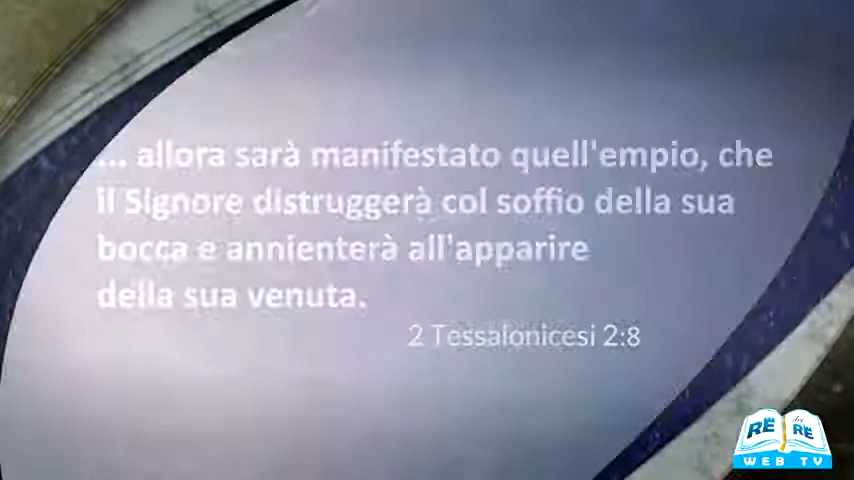 ... allora sarà manifestato quell'empio, che
il Signore distruggerà col soffio della sua
bocca e annienterà all'apparire
della sua venuta.
2 Tessalonicesi 2:8
RE dei RE
WEB TV